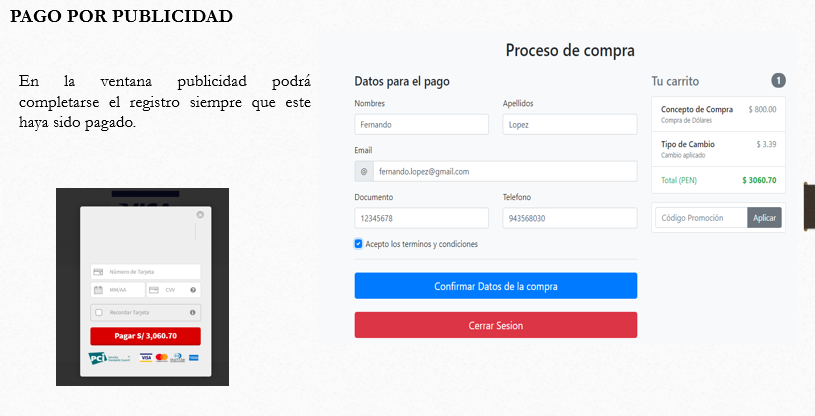 PAGO POR PUBLICIDAD
En la ventana publicidad podrá
completarse el registro siempre que este
haya sido pagado.
Número de Tarjeta
MM/AA
CVV
Recordar Tarjeta
Pagar S/ 3,060.70
PCI
VISA
Proceso de compra
Datos para el pago
Nombres
Apellidos
Fernando
Lopez
Email
@ fernando.lopez@gmail.com
Documento
Telefono
12345678
943568030
Acepto los terminos y condiciones
Confirmar Datos de la compra
Cerrar Sesion
Tu carrito
1
Concepto de Compra
$ 800.00
Compra de Dólares
Tipo de Cambio
$ 3.39
Cambio aplicado
Total (PEN)
$ 3060.70
Código Promoción
Aplicar